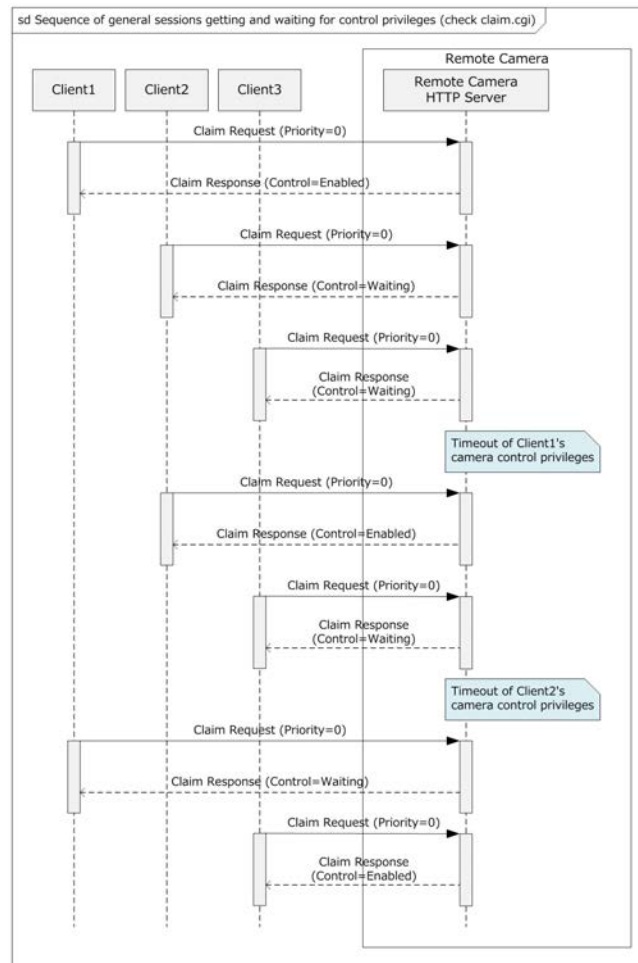 sd Sequence of general sessions getting and waiting for control privileges (check claim.cgi)
Remote Camera
Client1
Client2
Client3
Remote Camera
HTTP Server
Claim Request (Priority=0)
Claim Response (Control=Enabled)
Claim Request (Priority=0)
Claim Response (Control=Waiting)
Claim Request (Priority=0)
Claim Response
(Control=Waiting)
Timeout of Client1's
camera control privileges
Claim Request (Priority=0)
Claim Response (Control=Enabled)
Claim Request (Priority=0)
Claim Response
(Control=Waiting)
Timeout of Client2's
camera control privileges
Claim Request (Priority=0)
Claim Response (Control=Waiting)
Claim Request (Priority=0)
Claim Response
(Control=Enabled)